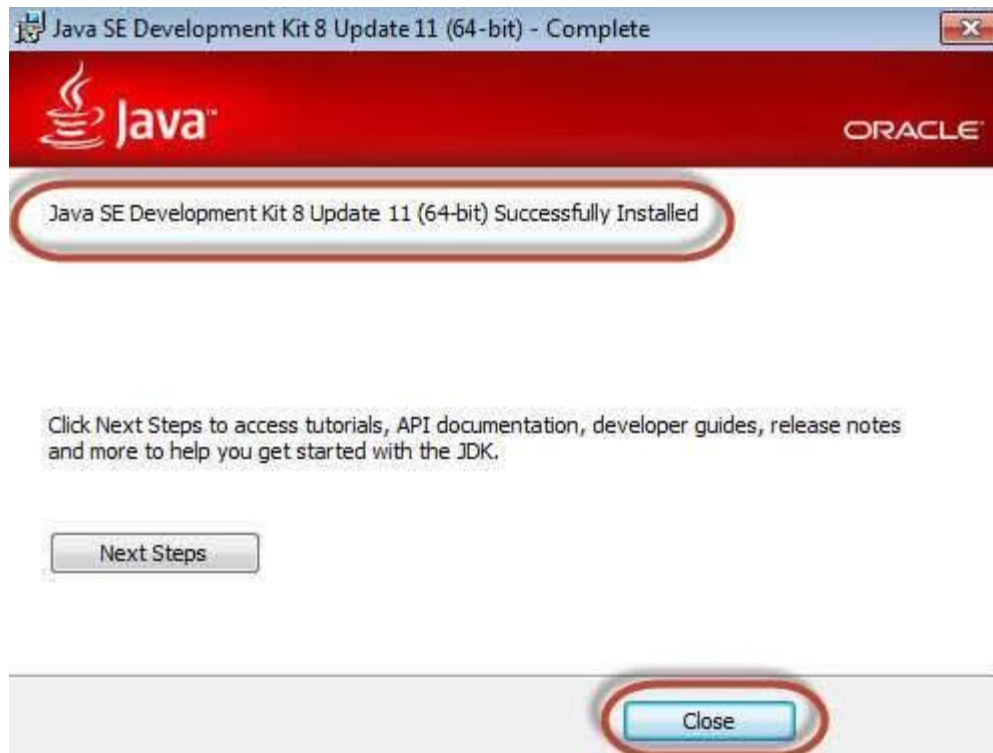 Java SE Development Kit 8 Update 11 (64-bit) - Complete
Java™
ORACLE
Java SE Development Kit 8 Update 11 (64-bit) Successfully Installed
Click Next Steps to access tutorials, API documentation, developer guides, release notes
and more to help you get started with the JDK.
Next Steps
Close